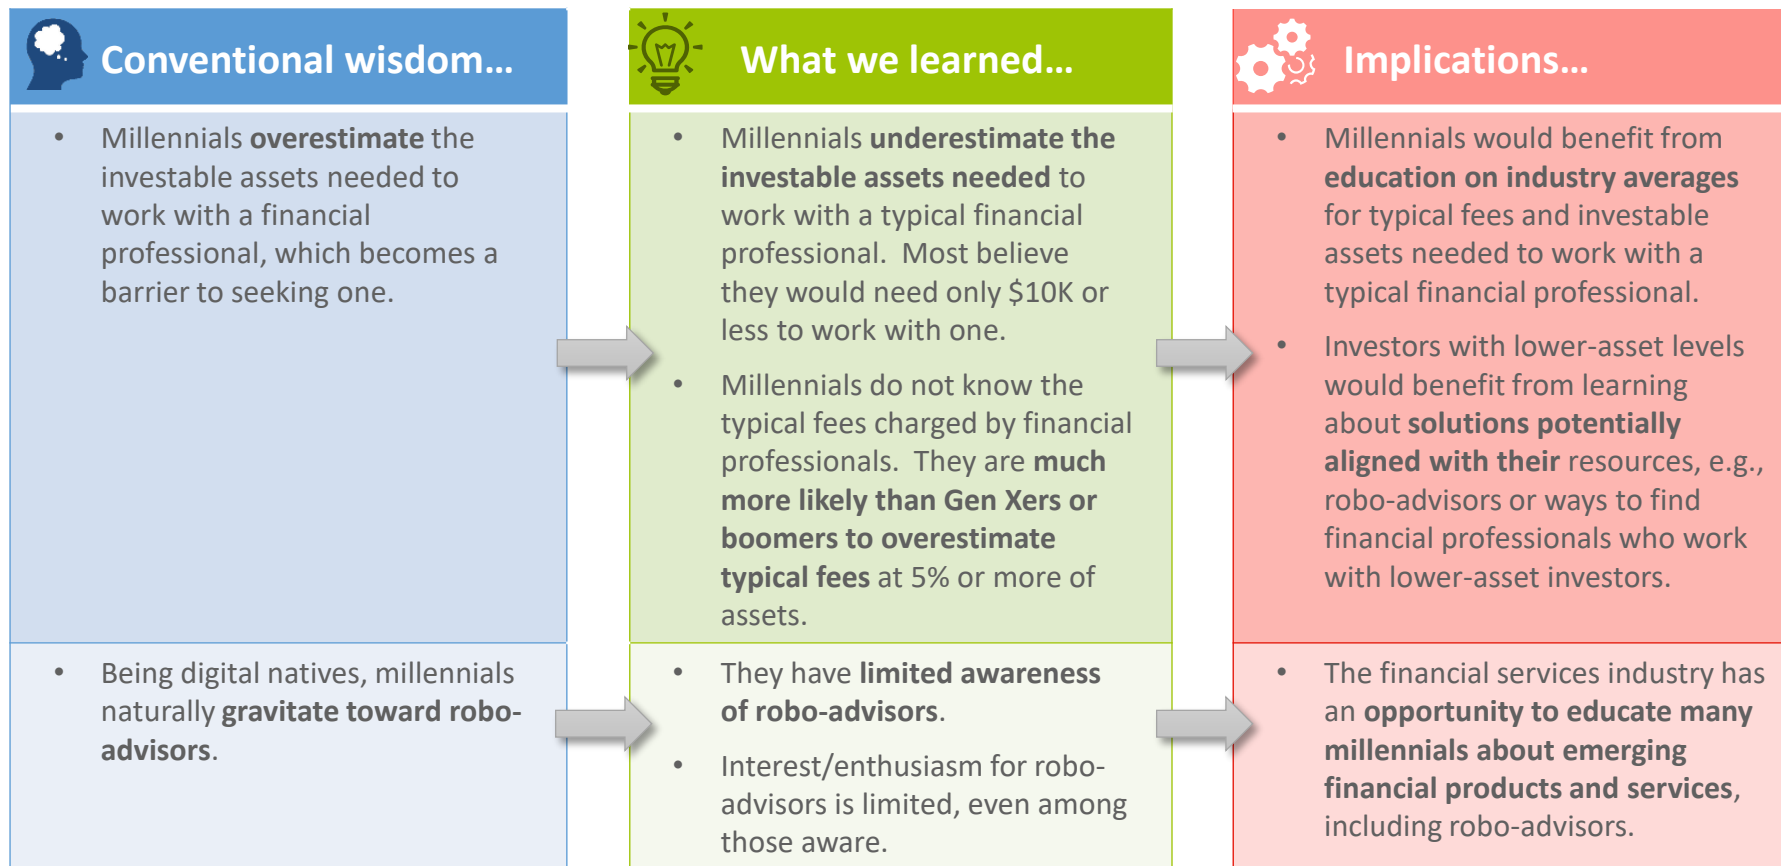 Conventional wisdom…
What we learned…
Implications…
• Millennials overestimate the
investable assets needed to
work with a financial
professional, which becomes a
barrier to seeking one.
• Millennials underestimate the
investable assets needed to
work with a typical financial
professional.  Most believe
they would need only $10K or
less to work with one.
• Millennials do not know the
typical fees charged by financial
professionals.  They are much
more likely than Gen Xers or
boomers to overestimate
typical fees at 5% or more of
assets.
• Millennials would benefit from
education on industry averages
for typical fees and investable
assets needed to work with a
typical financial professional.
• Investors with lower-asset levels
would benefit from learning
about solutions potentially
aligned with their resources, e.g.,
robo-advisors or ways to find
financial professionals who work
with lower-asset investors.
• Being digital natives, millennials
naturally gravitate toward robo-
advisors.
• They have limited awareness
of robo-advisors.
• Interest/enthusiasm for robo-
advisors is limited, even among
those aware.
• The financial services industry has
an opportunity to educate many
millennials about emerging
financial products and services,
including robo-advisors.